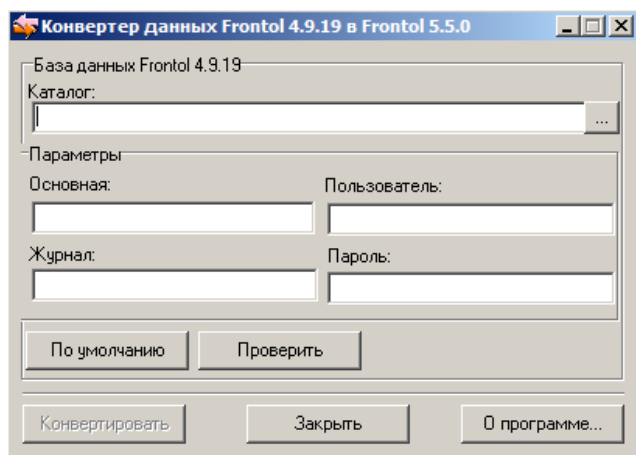 Конвертер данных Frontol 4.9.19 в Frontol 5.5.0
База данных Frontol 4.9.19
Каталог:
...
Параметры
Основная:
Пользователь:
Журнал:
Пароль:
По умолчанию
Проверить
Конвертировать
Закрыть
О программе...